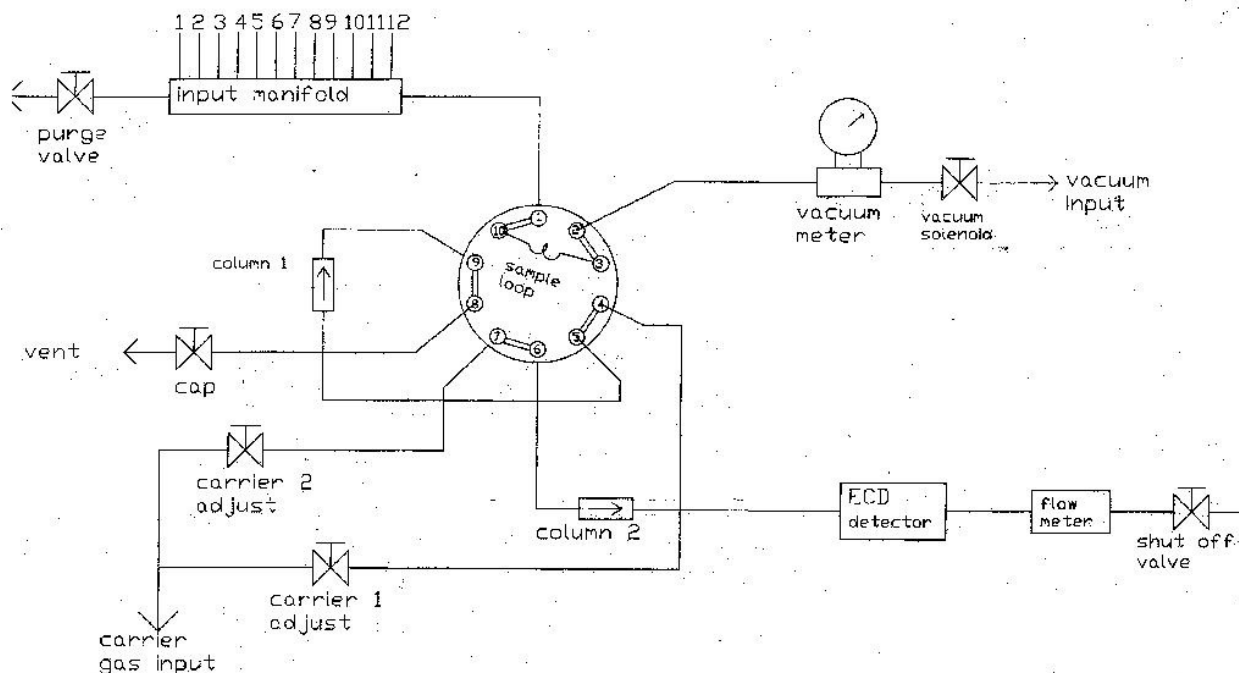 1 2 3 4 5 6 7 8 9 10 11 12
input manifold
purge
valve
vacuum
meter
vacuum
solenoid
vacuum
input
1
2
3
4
5
6
7
8
9
10
sample
loop
column 1
vent
cap
carrier 2
adjust
column 2
ECD
detector
flow
meter
shut off
valve
carrier 1
adjust
carrier
gas input